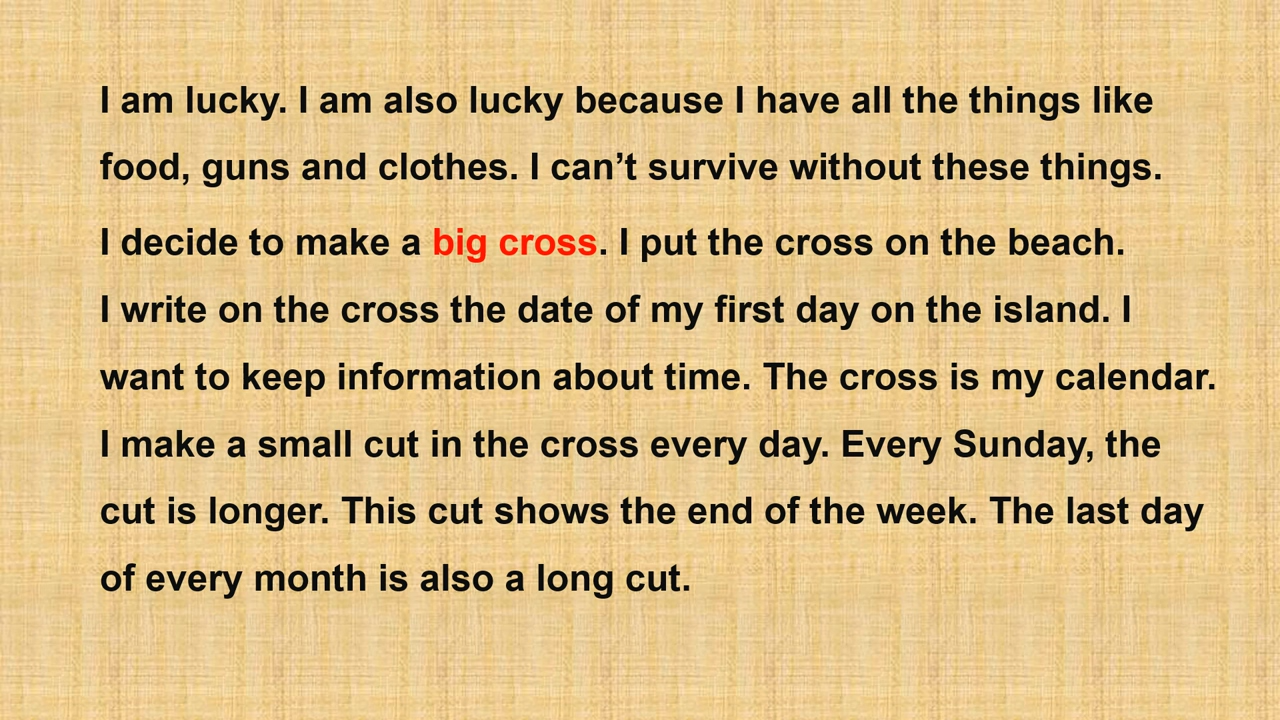 I am lucky. I am also lucky because I have all the things like
food, guns and clothes. I can’t survive without these things.
I decide to make a big cross. I put the cross on the beach.
I write on the cross the date of my first day on the island. I
want to keep information about time. The cross is my calendar.
I make a small cut in the cross every day. Every Sunday, the
cut is longer. This cut shows the end of the week. The last day
of every month is also a long cut.